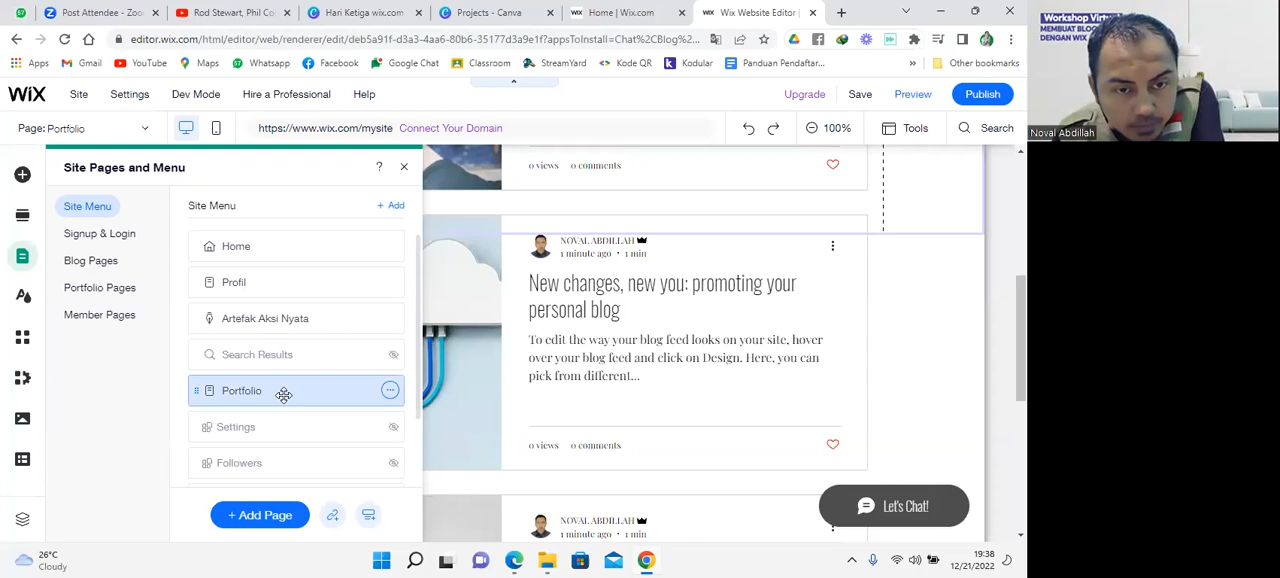 Post Attendee - Zoom
Rod Stewart, Phil Co
Hari Ketiga wix.com
Projects - Canva
Home | Wix.com
Wix Website Editor |
editor.wix.com/html/editor/web/renderer/edit
d3a3-4aa6-80b6-35177d3a9e1f?appsToInstall=Chat%2CBlog%2...
Apps
Gmail
YouTube
Maps
Whatsapp
Facebook
Google Chat
Classroom
StreamYard
Kode QR
Kodular
Panduan Pendaftar...
Other bookmarks
WiX
Site
Settings
Dev Mode
Hire a Professional
Help
Upgrade
Save
Preview
Publish
Page: Portfolio
https://www.wix.com/mysite Connect Your Domain
100%
Tools
Search
Site Pages and Menu
?
Site Menu
Signup & Login
Blog Pages
Portfolio Pages
Member Pages
Site Menu
+ Add
Home
Profil
Artefak Aksi Nyata
Search Results
Portfolio
Settings
Followers
+ Add Page
0 views 0 comments
NOVAL ABDILLAH
1 minute ago · 1 min
New changes, new you: promoting your
personal blog
To edit the way your blog feed looks on your site, hover
over your blog feed and click on Design. Here, you can
pick from different...
0 views 0 comments
NOVAL ABDILLAH
1 minute ago · 1 min
Let's Chat!
Workshop Virtu
MEMBUAT BLOG
DENGAN WIX
Noval Abdillah
26°C
Cloudy
19:38
12/21/2022